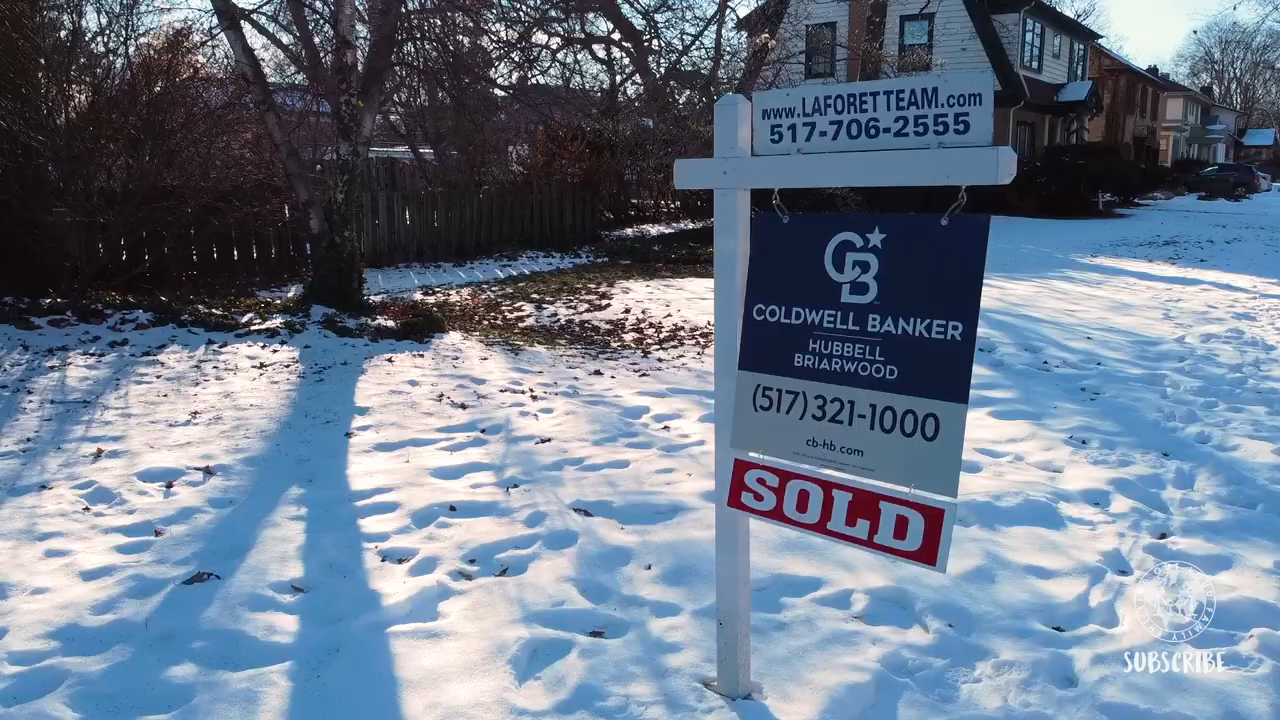 www.LAFORETTEAM.com
517-706-2555
CB
COLDWELL BANKER
HUBBELL
BRIARWOOD
(517) 321-1000
cb-hb.com
SOLD
SUBSCRIBE